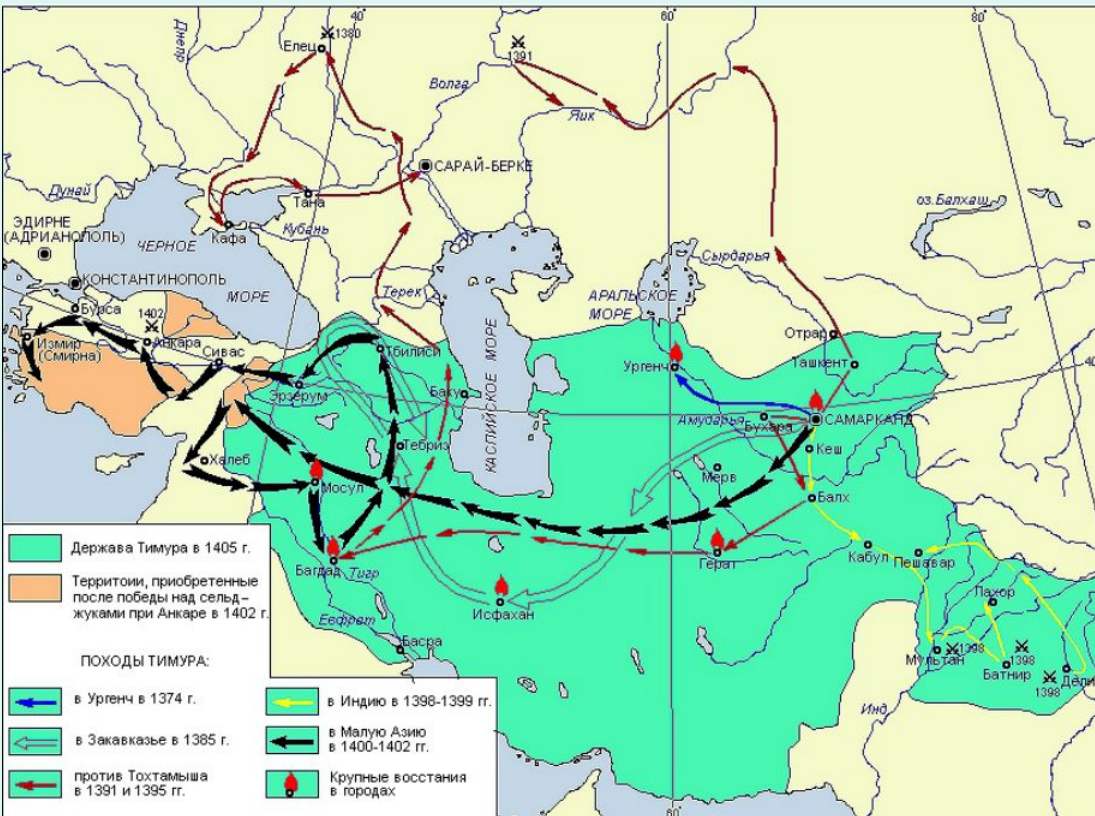 40
60
80
Днепр
Елец
1380
1391
Волга
Яик
САРАЙ-БЕРКЕ
Дунай
Тана
оз.Балхаш
ЭДИРНЕ
(АДРИАНОПОЛЬ)
Кафа
Кубань
ЧЕРНОЕ
МОРЕ
Сырдарья
КОНСТАНТИНОПОЛЬ
Терек
АРАЛЬСКОЕ
МОРЕ
Бурса
1402
Отрар
Измир
(Смирна)
Анкара
Сивас
Тбилиси
КАСПИЙСКОЕ МОРЕ
Ургенч
Ташкент
40
Эрзерум
Баку
Амударья
Бухара
САМАРКАНД
Тебриз
Кеш
Халеб
Мерв
Мосул
Балх
Багдад
Тигр
Герат
Кабул
Пешавар
Исфахан
Лахор
Евфрат
Басра
Мультан
1398
Батнир
1398
1398
Дели
Инд
60
Держава Тимура в 1405 г.
Территоии, приобретенные
после победы над сельд-
жуками при Анкаре в 1402 г.
ПОХОДЫ ТИМУРА:
в Ургенч в 1374 г.
в Закавказье в 1385 г.
против Тохтамыша
в 1391 и 1395 гг.
в Индию в 1398-1399 гг.
в Малую Азию
в 1400-1402 гг.
Крупные восстания
в городах